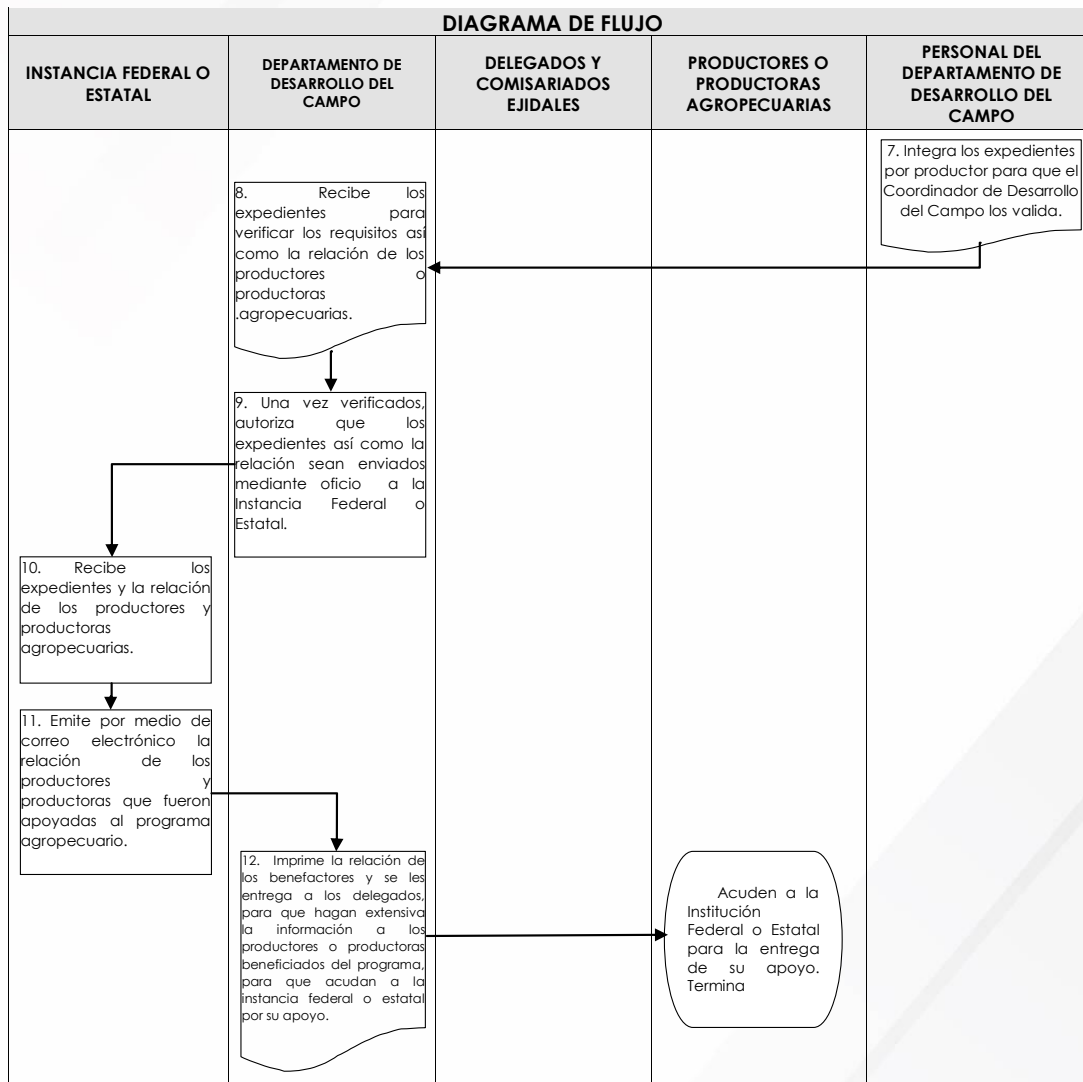 DIAGRAMA DE FLUJO
INSTANCIA FEDERAL O
ESTATAL
DEPARTAMENTO DE
DESARROLLO DEL
CAMPO
DELEGADOS Y
COMISARIADOS
EJIDALES
PRODUCTORES O
PRODUCTORAS
AGROPECUARIAS
PERSONAL DEL
DEPARTAMENTO DE
DESARROLLO DEL
CAMPO
7. Integra los expedientes
por productor para que el
Coordinador de Desarrollo
del Campo los valida.
8. Recibe los
expedientes para
verificar los requisitos así
como la relación de los
productores o
productoras
.agropecuarias.
9. Una vez verificados,
autoriza que los
expedientes así como la
relación sean enviados
mediante oficio a la
Instancia Federal o
Estatal.
10. Recibe los
expedientes y la relación
de los productores y
productoras
agropecuarias.
11. Emite por medio de
correo electrónico la
relación de los
productores y
productoras que fueron
apoyadas al programa
agropecuario.
12. Imprime la relación de
los benefactores y se les
entrega a los delegados,
para que hagan extensiva
la información a los
productores o productoras
beneficiados del programa,
para que acudan a la
instancia federal o estatal
por su apoyo.
Acuden a la
Institución
Federal o Estatal
para la entrega
de su apoyo.
Termina